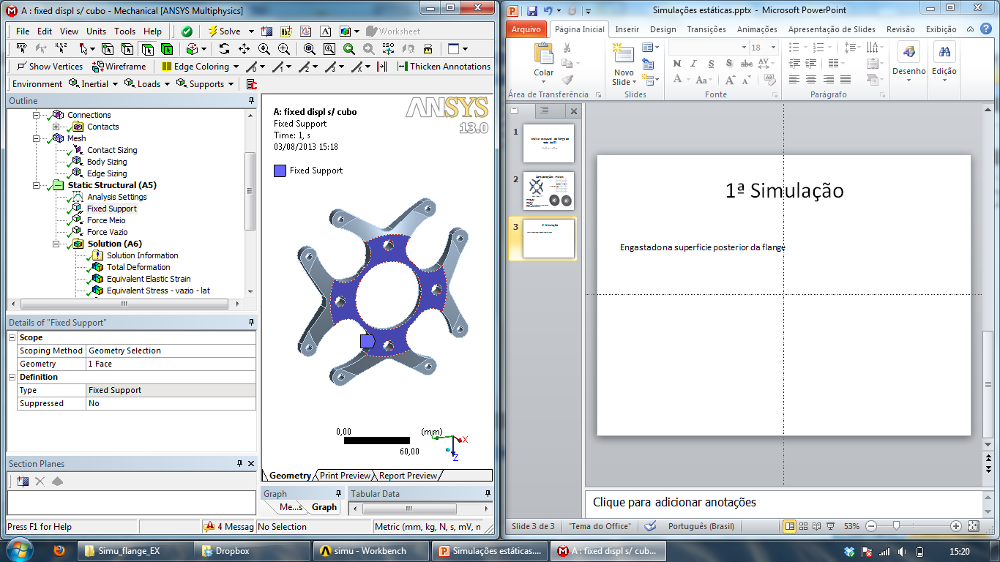 A : fixed displ s/ cubo - Mechanical [ANSYS Multiphysics]
File Edit View Units Tools Help Solve Worksheet
Show Vertices Wireframe Edge Coloring Thicken Annotations
Environment Inertial Loads Supports
Outline
Connections
Contacts
Mesh
Contact Sizing
Body Sizing
Edge Sizing
Static Structural (A5)
Analysis Settings
Fixed Support
Force Meio
Force Vazio
Solution (A6)
Solution Information
Total Deformation
Equivalent Elastic Strain
Equivalent Stress - vazio - lat
Details of "Fixed Support"
Scope
Scoping Method Geometry Selection
Geometry 1 Face
Definition
Type Fixed Support
Suppressed No
Section Planes
A: fixed displ s/ cubo
Fixed Support
Time: 1, s
03/08/2013 15:18
Fixed Support
ANSYS
13.0
0,00 (mm)
60,00
Y X
Z
Geometry Print Preview Report Preview
Graph Tabular Data
Me...s Graph
Press F1 for Help 4 Messag No Selection Metric (mm, kg, N, s, mV, m
Simulações estáticas.pptx - Microsoft PowerPoint
Arquivo Página Inicial Inserir Design Transições Animações Apresentação de Slides Revisão Exibição
Colar Novo Slide 18 Desenho Edição
N I S S abc AV
A Aa A A
Área de Transferência Slides Fonte Parágrafo
1
2
3
1ª Simulação
Engastado na superfície posterior da flange
Clique para adicionar anotações
Slide 3 de 3 "Tema do Office" Português (Brasil) 53%
Simu_flange_EX Dropbox simu - Workbench Simulações estáticas.... A : fixed displ s/ cub... 15:20